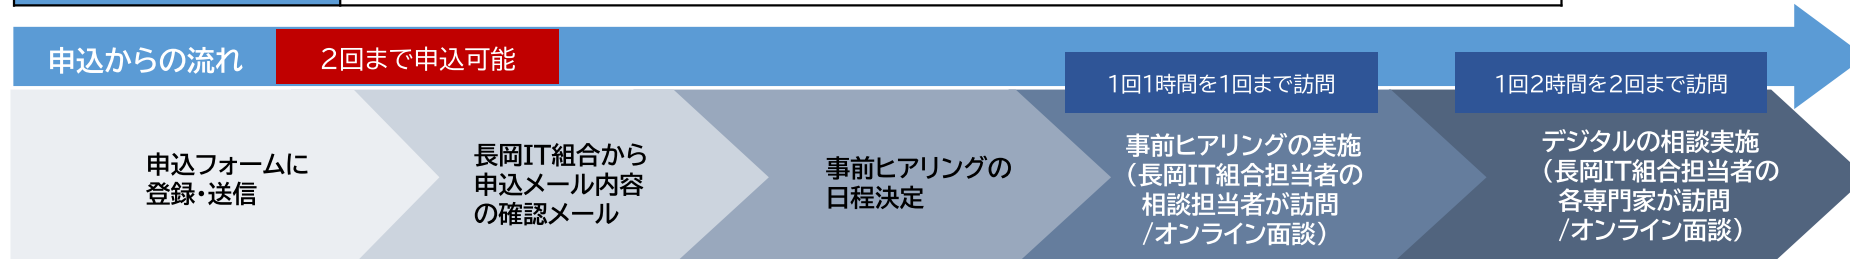 申込からの流れ
2回まで申込可能
1回1時間を1回まで訪問
1回2時間を2回まで訪問
申込フォームに
登録・送信
長岡IT組合から
申込メール内容
の確認メール
事前ヒアリングの
日程決定
事前ヒアリングの実施
（長岡IT組合担当者の
相談担当者が訪問
/オンライン面談）
デジタルの相談実施
（長岡IT組合担当者の
各専門家が訪問
/オンライン面談）